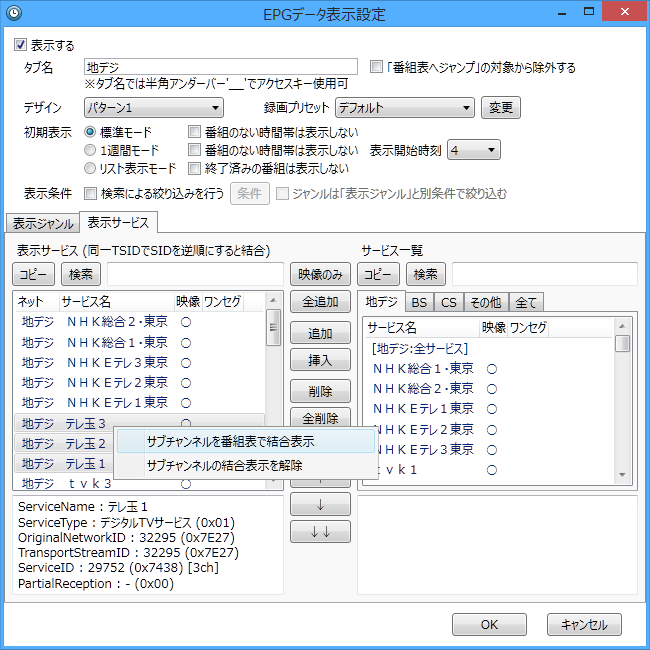 EPGデータ表示設定
表示する
タブ名 地デジ 「番組表へジャンプ」の対象から除外する
※タブ名では半角アンダーバー'__'でアクセスキー使用可
デザイン パターン1 録画プリセット デフォルト 変更
初期表示 標準モード 番組のない時間帯は表示しない
1週間モード 番組のない時間帯は表示しない 表示開始時刻 4
リスト表示モード 終了済みの番組は表示しない
表示条件 検索による絞り込みを行う 条件 ジャンルは「表示ジャンル」と別条件で絞り込む
表示ジャンル 表示サービス
表示サービス (同一TSIDでSIDを逆順にすると結合)
コピー 検索
ネット サービス名 映像 ワンセグ
地デジ ＮＨＫ総合２・東京 ○
地デジ ＮＨＫ総合１・東京 ○
地デジ ＮＨＫＥテレ３東京 ○
地デジ ＮＨＫＥテレ２東京 ○
地デジ ＮＨＫＥテレ１東京 ○
地デジ テレ玉３ ○
地デジ テレ玉２
地デジ テレ玉１
地デジ ｔｖｋ３ ○
サブチャンネルを番組表で結合表示
サブチャンネルの結合表示を解除
ServiceName : テレ玉１
ServiceType : デジタルTVサービス (0x01)
OriginalNetworkID : 32295 (0x7E27)
TransportStreamID : 32295 (0x7E27)
ServiceID : 29752 (0x7438) [3ch]
PartialReception : - (0x00)
映像のみ
全追加
追加
挿入
削除
全削除
↓
↓↓
サービス一覧
コピー 検索
地デジ BS CS その他 全て
サービス名 映像 ワンセグ
[地デジ:全サービス]
ＮＨＫ総合１・東京 ○
ＮＨＫ総合２・東京 ○
ＮＨＫＥテレ１東京 ○
ＮＨＫＥテレ２東京 ○
ＮＨＫＥテレ３東京 ○
ｔｖｋ１ ○
OK キャンセル